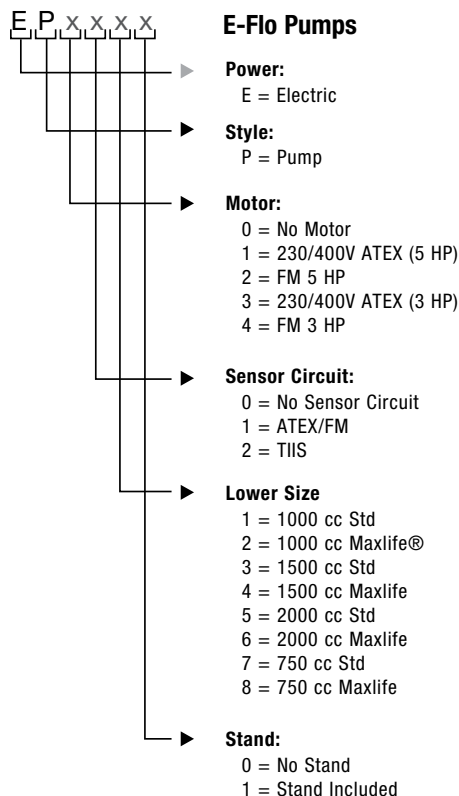 E P x x x x
E-Flo Pumps
Power:
E = Electric
Style:
P = Pump
Motor:
0 = No Motor
1 = 230/400V ATEX (5 HP)
2 = FM 5 HP
3 = 230/400V ATEX (3 HP)
4 = FM 3 HP
Sensor Circuit:
0 = No Sensor Circuit
1 = ATEX/FM
2 = TIIS
Lower Size
1 = 1000 cc Std
2 = 1000 cc Maxlife®
3 = 1500 cc Std
4 = 1500 cc Maxlife
5 = 2000 cc Std
6 = 2000 cc Maxlife
7 = 750 cc Std
8 = 750 cc Maxlife
Stand:
0 = No Stand
1 = Stand Included